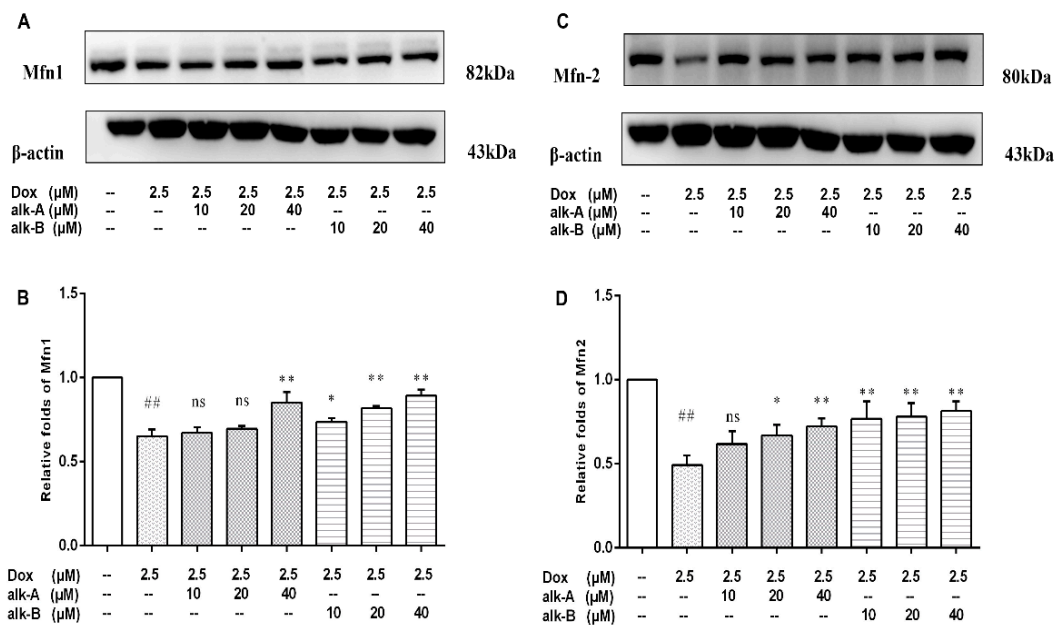 A
Mfn1
82kDa
β-actin
43kDa
Dox (μM) -- 2.5 2.5 2.5 2.5 2.5 2.5 2.5
alk-A (μM) -- -- 10 20 40 -- -- --
alk-B (μM) -- -- -- -- -- 10 20 40
C
Mfn-2
80kDa
β-actin
43kDa
Dox (μM) -- 2.5 2.5 2.5 2.5 2.5 2.5 2.5
alk-A (μM) -- -- 10 20 40 -- -- --
alk-B (μM) -- -- -- -- -- 10 20 40
B
Relative folds of Mfn1
1.5
1.0
0.5
0.0
## ns ns ** * ** **
Dox (μM) -- 2.5 2.5 2.5 2.5 2.5 2.5 2.5
alk-A (μM) -- -- 10 20 40 -- -- --
alk-B (μM) -- -- -- -- -- 10 20 40
D
Relative folds of Mfn2
1.5
1.0
0.5
0.0
## ns * ** ** ** **
Dox (μM) -- 2.5 2.5 2.5 2.5 2.5 2.5 2.5
alk-A (μM) -- -- 10 20 40 -- -- --
alk-B (μM) -- -- -- -- -- 10 20 40